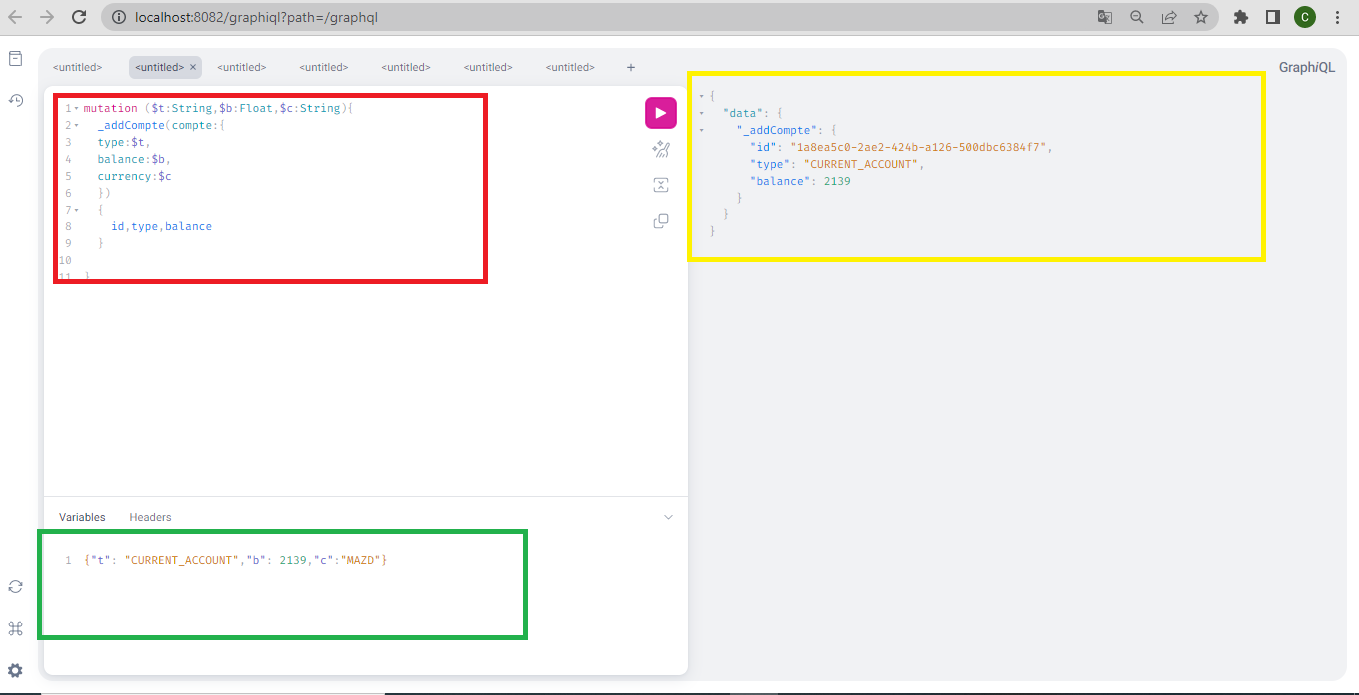 localhost:8082/graphiql?path=/graphql
C
<untitled> <untitled> × <untitled> <untitled> <untitled> <untitled> <untitled> +
GraphiQL
1 mutation ($t:String,$b:Float,$c:String){
2 _addCompte(compte:{
3 type:$t,
4 balance:$b,
5 currency:$c
6 })
7 {
8 id,type,balance
9 }
10
11 }
{
"data": {
"_addCompte": {
"id": "1a8ea5c0-2ae2-424b-a126-500dbc6384f7",
"type": "CURRENT_ACCOUNT",
"balance": 2139
}
}
}
Variables Headers
1 {"t": "CURRENT_ACCOUNT","b": 2139,"c":"MAZD"}